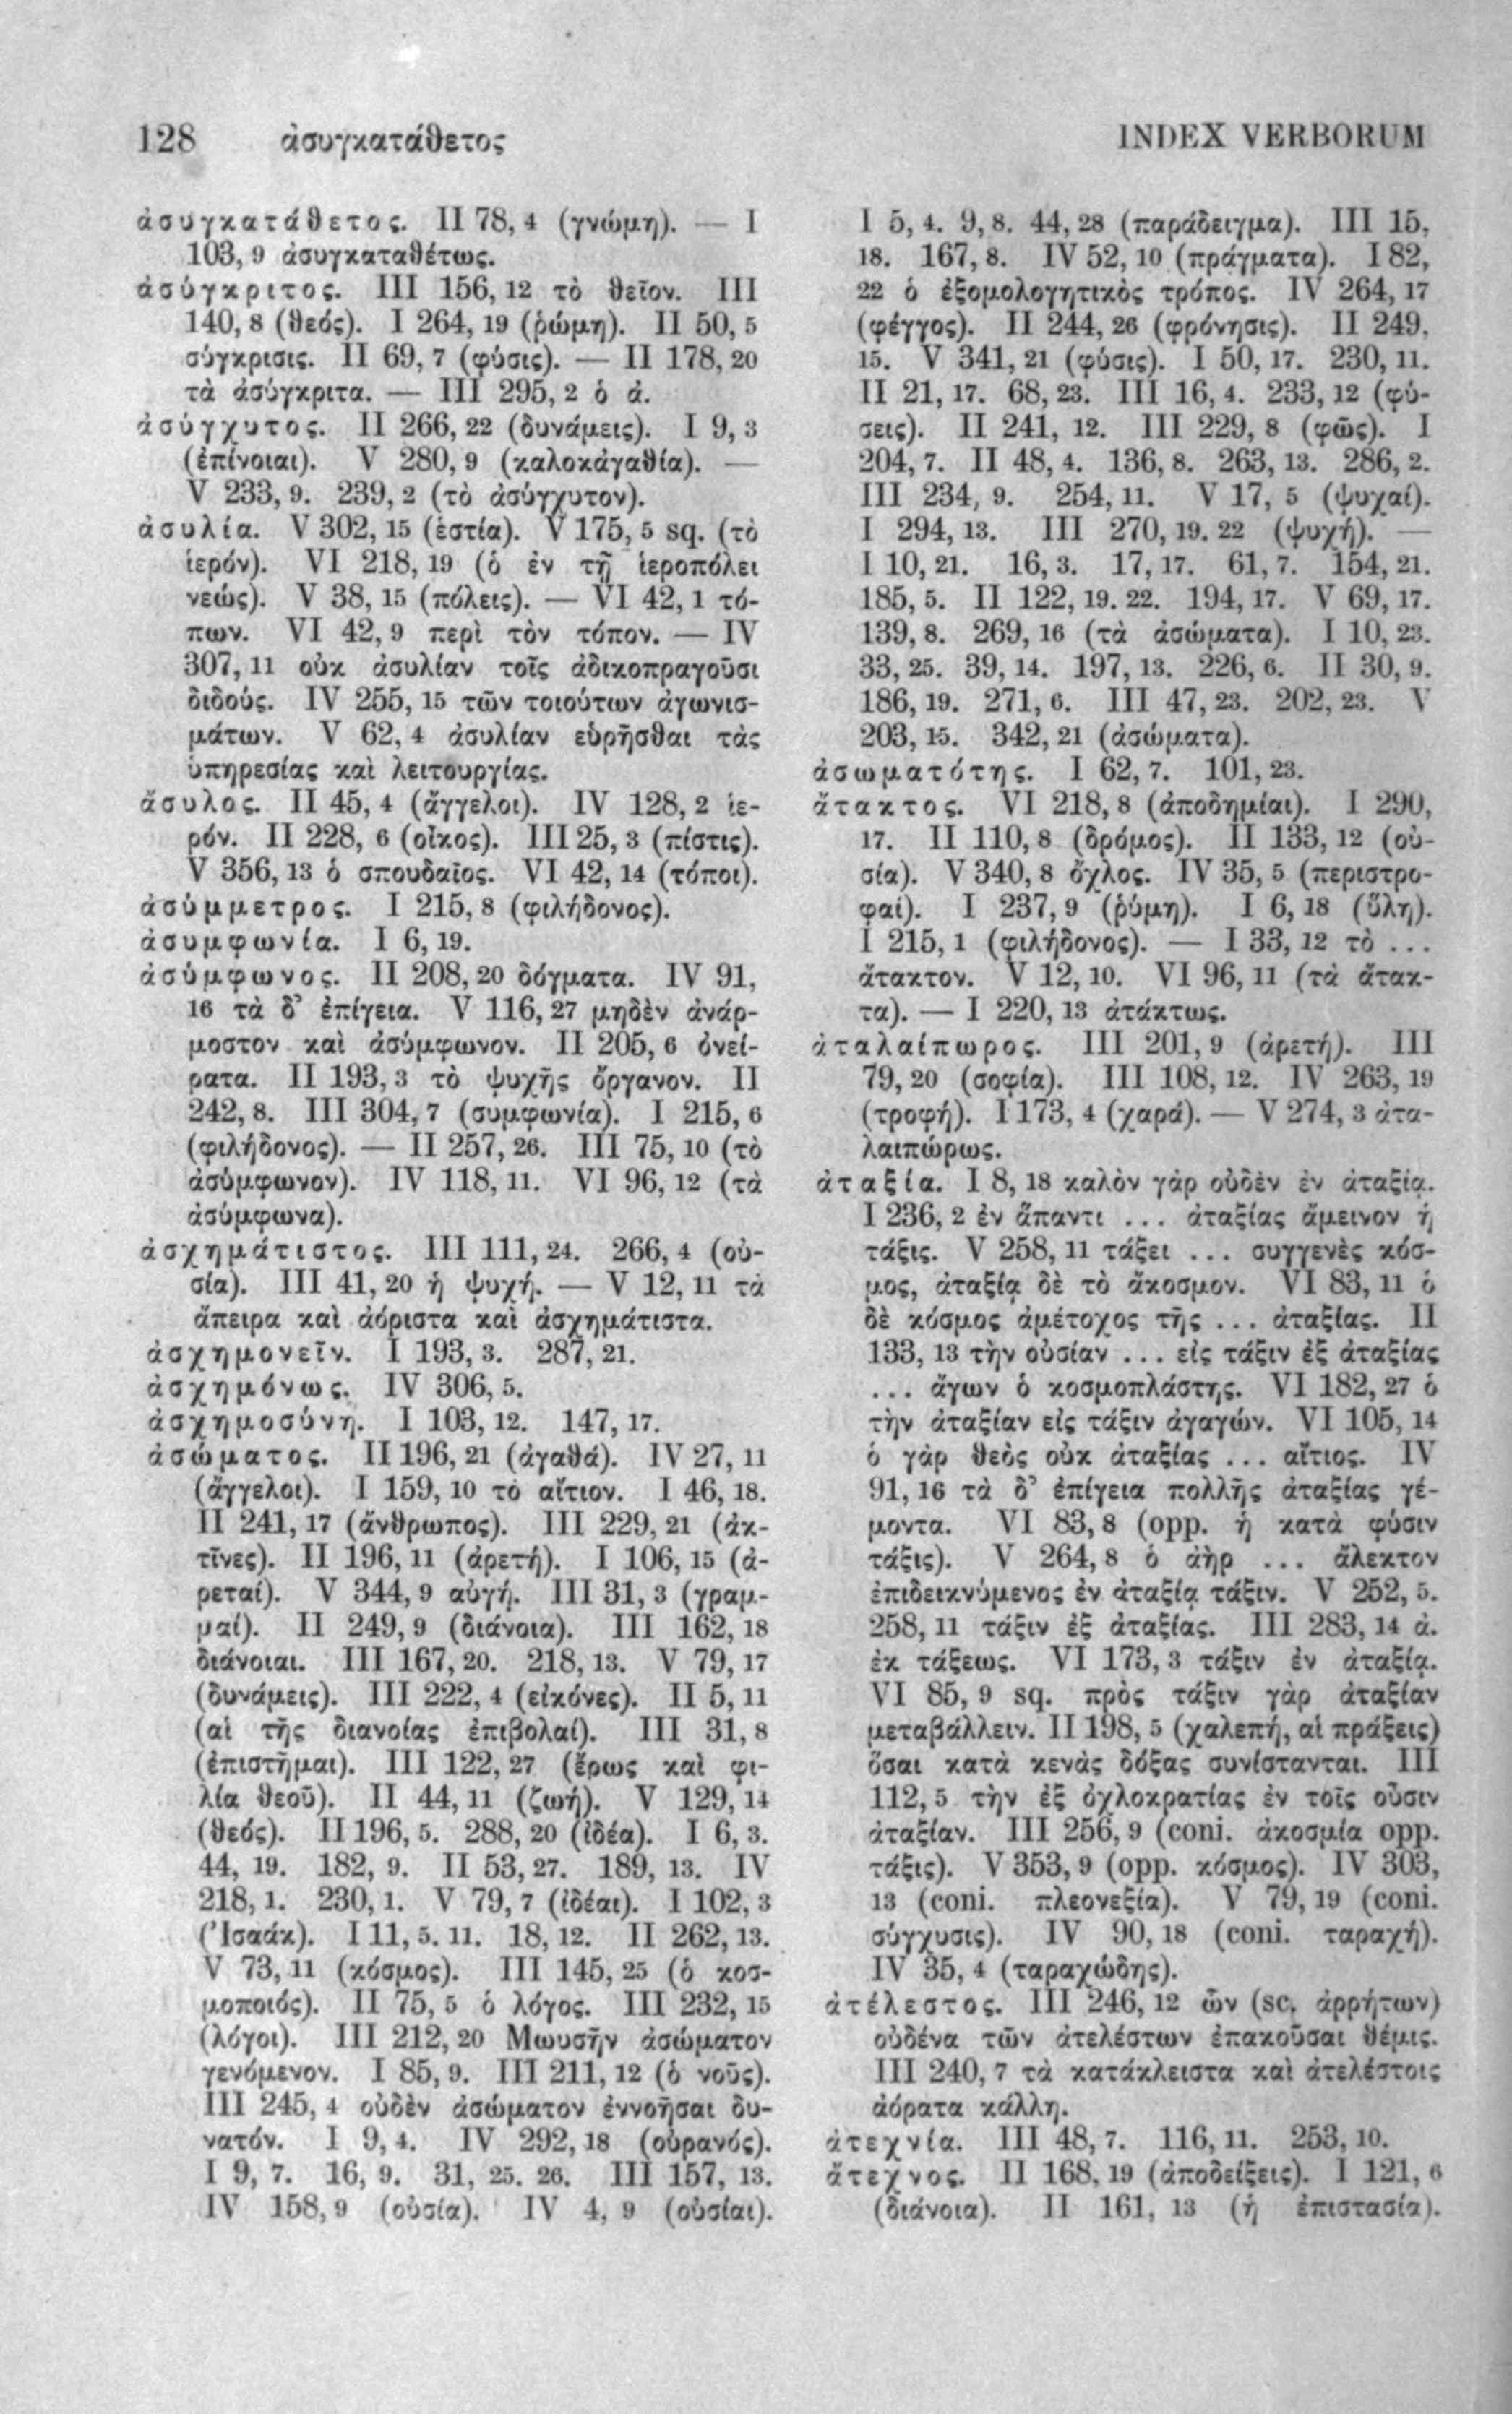 128 ἀσυγκατάθετος
INDEX VERBORUM
ἀσυγκατάθετος. II 78, 4 (γνώμη). — I
103, 9 ἀσυγκαταθέτως.
ἀσύγκριτος. III 156, 12 τὸ θεῖον. III
140, 8 (θεός). I 264, 19 (ῥώμη). II 50, 5
σύγκρισις. II 69, 7 (φύσις). — II 178, 20
τὰ ἀσύγκριτα. — III 295, 2 ὁ ἀ.
ἀσύγχυτος. II 266, 22 (δυνάμεις). I 9, 3
(ἐπίνοιαι). V 280, 9 (καλοκἀγαθία). —
V 233, 9. 239, 2 (τὸ ἀσύγχυτον).
ἀσυλία. V 302, 15 (ἑστία). V 175, 5 sq. (τὸ
ἱερόν). VI 218, 19 (ὁ ἐν τῇ ἱεροπόλει
νεώς). V 38, 15 (πόλεις). — VI 42, 1 τό-
πων. VI 42, 9 περὶ τὸν τόπον. — IV
307, 11 οὐκ ἀσυλίαν τοῖς ἀδικοπραγοῦσι
διδούς. IV 255, 15 τῶν τοιούτων ἀγωνισ-
μάτων. V 62, 4 ἀσυλίαν εὑρῆσθαι τὰς
ὑπηρεσίας καὶ λειτουργίας.
ἄσυλος. II 45, 4 (ἄγγελοι). IV 128, 2 ἱε-
ρόν. II 228, 6 (οἶκος). III 25, 3 (πίστις).
V 356, 13 ὁ σπουδαῖος. VI 42, 14 (τόποι).
ἀσύμμετρος. I 215, 8 (φιλήδονος).
ἀσυμφωνία. I 6, 19.
ἀσύμφωνος. II 208, 20 δόγματα. IV 91,
16 τὰ δ᾽ ἐπίγεια. V 116, 27 μηδὲν ἀνάρ-
μοστον καὶ ἀσύμφωνον. II 205, 6 ὀνεί-
ρατα. II 193, 3 τὸ ψυχῆς ὄργανον. II
242, 8. III 304, 7 (συμφωνία). I 215, 6
(φιλήδονος). — II 257, 26. III 75, 10 (τὸ
ἀσύμφωνον). IV 118, 11. VI 96, 12 (τὰ
ἀσύμφωνα).
ἀσχημάτιστος. III 111, 24. 266, 4 (οὐ-
σία). III 41, 20 ἡ ψυχή. — V 12, 11 τὰ
ἄπειρα καὶ ἀόριστα καὶ ἀσχημάτιστα.
ἀσχημονεῖν. I 193, 3. 287, 21.
ἀσχημόνως. IV 306, 5.
ἀσχημοσύνη. I 103, 12. 147, 17.
ἀσώματος. II 196, 21 (ἀγαθά). IV 27, 11
(ἄγγελοι). I 159, 10 τὸ αἴτιον. I 46, 18.
II 241, 17 (ἄνθρωπος). III 229, 21 (ἀκ-
τῖνες). II 196, 11 (ἀρετή). I 106, 15 (ἀ-
ρεταί). V 344, 9 αὐγή. III 31, 3 (γραμ-
μαί). II 249, 9 (διάνοια). III 162, 18
διάνοιαι. III 167, 20. 218, 13. V 79, 17
(δυνάμεις). III 222, 4 (εἰκόνες). II 5, 11
(αἱ τῆς διανοίας ἐπιβολαί). III 31, 8
(ἐπιστῆμαι). III 122, 27 (ἔρως καὶ φι-
λία θεοῦ). II 44, 11 (ζωή). V 129, 14
(θεός). II 196, 5. 288, 20 (ἰδέα). I 6, 3.
44, 19. 182, 9. II 53, 27. 189, 13. IV
218, 1. 230, 1. V 79, 7 (ἰδέαι). I 102, 3
(Ἰσαάκ). I 11, 5. 11. 18, 12. II 262, 13.
V 73, 11 (κόσμος). III 145, 25 (ὁ κοσ-
μοποιός). II 75, 5 ὁ λόγος. III 232, 15
(λόγοι). III 212, 20 Μωυσῆν ἀσώματον
γενόμενον. I 85, 9. III 211, 12 (ὁ νοῦς).
III 245, 4 οὐδὲν ἀσώματον ἐννοῆσαι δυ-
νατόν. I 9, 4. IV 292, 18 (οὐρανός).
I 9, 7. 16, 9. 31, 25. 26. III 157, 13.
IV 158, 9 (οὐσία). IV 4, 9 (οὐσίαι).
I 5, 4. 9, 8. 44, 28 (παράδειγμα). III 15,
18. 167, 8. IV 52, 10 (πράγματα). I 82,
22 ὁ ἐξομολογητικὸς τρόπος. IV 264, 17
(φέγγος). II 244, 26 (φρόνησις). II 249,
15. V 341, 21 (φύσις). I 50, 17. 230, 11.
II 21, 17. 68, 23. III 16, 4. 233, 12 (φύ-
σεις). II 241, 12. III 229, 8 (φῶς). I
204, 7. II 48, 4. 136, 8. 263, 13. 286, 2.
III 234, 9. 254, 11. V 17, 5 (ψυχαί).
I 294, 13. III 270, 19. 22 (ψυχή). —
I 10, 21. 16, 3. 17, 17. 61, 7. 154, 21.
185, 5. II 122, 19. 22. 194, 17. V 69, 17.
139, 8. 269, 16 (τὰ ἀσώματα). I 10, 23.
33, 25. 39, 14. 197, 13. 226, 6. II 30, 9.
186, 19. 271, 6. III 47, 23. 202, 23. V
203, 15. 342, 21 (ἀσώματα).
ἀσωματότης. I 62, 7. 101, 23.
ἄτακτος. VI 218, 8 (ἀποδημίαι). I 290,
17. II 110, 8 (δρόμος). II 133, 12 (οὐ-
σία). V 340, 8 ὄχλος. IV 35, 5 (περιστρο-
φαί). I 237, 9 (ῥύμη). I 6, 18 (ὕλη).
I 215, 1 (φιλήδονος). — I 33, 12 τὸ ...
ἄτακτον. V 12, 10. VI 96, 11 (τὰ ἄτακ-
τα). — I 220, 13 ἀτάκτως.
ἀταλαίπωρος. III 201, 9 (ἀρετή). III
79, 20 (σοφία). III 108, 12. IV 263, 19
(τροφή). I 173, 4 (χαρά). — V 274, 3 ἀτα-
λαιπώρως.
ἀταξία. I 8, 18 καλὸν γὰρ οὐδὲν ἐν ἀταξίᾳ.
I 236, 2 ἐν ἅπαντι ... ἀταξίας ἄμεινον ἡ
τάξις. V 258, 11 τάξει ... συγγενὲς κόσ-
μος, ἀταξίᾳ δὲ τὸ ἄκοσμον. VI 83, 11 ὁ
δὲ κόσμος ἀμέτοχος τῆς ... ἀταξίας. II
133, 13 τὴν οὐσίαν ... εἰς τάξιν ἐξ ἀταξίας
... ἄγων ὁ κοσμοπλάστης. VI 182, 27 ὁ
τὴν ἀταξίαν εἰς τάξιν ἀγαγών. VI 105, 14
ὁ γὰρ θεὸς οὐκ ἀταξίας ... αἴτιος. IV
91, 16 τὰ δ᾽ ἐπίγεια πολλῆς ἀταξίας γέ-
μοντα. VI 83, 8 (opp. ἡ κατὰ φύσιν
τάξις). V 264, 8 ὁ ἀὴρ ... ἄλεκτον
ἐπιδεικνύμενος ἐν ἀταξίᾳ τάξιν. V 252, 5.
258, 11 τάξιν ἐξ ἀταξίας. III 283, 14 ἀ.
ἐκ τάξεως. VI 173, 3 τάξιν ἐν ἀταξίᾳ.
VI 85, 9 sq. πρὸς τάξιν γὰρ ἀταξίαν
μεταβάλλειν. II 198, 5 (χαλεπή, αἱ πράξεις)
ὅσαι κατὰ κενὰς δόξας συνίστανται. III
112, 5 τὴν ἐξ ὀχλοκρατίας ἐν τοῖς οὖσιν
ἀταξίαν. III 256, 9 (coni. ἀκοσμία opp.
τάξις). V 353, 9 (opp. κόσμος). IV 303,
13 (coni. πλεονεξία). V 79, 19 (coni.
σύγχυσις). IV 90, 18 (coni. ταραχή).
IV 35, 4 (ταραχώδης).
ἀτέλεστος. III 246, 12 ὧν (sc. ἀρρήτων)
οὐδένα τῶν ἀτελέστων ἐπακοῦσαι θέμις.
III 240, 7 τὰ κατάκλειστα καὶ ἀτελέστοις
ἀόρατα κάλλη.
ἀτεχνία. III 48, 7. 116, 11. 253, 10.
ἄτεχνος. II 168, 19 (ἀποδείξεις). I 121, 6
(διάνοια). II 161, 13 (ἡ ἐπιστασία).